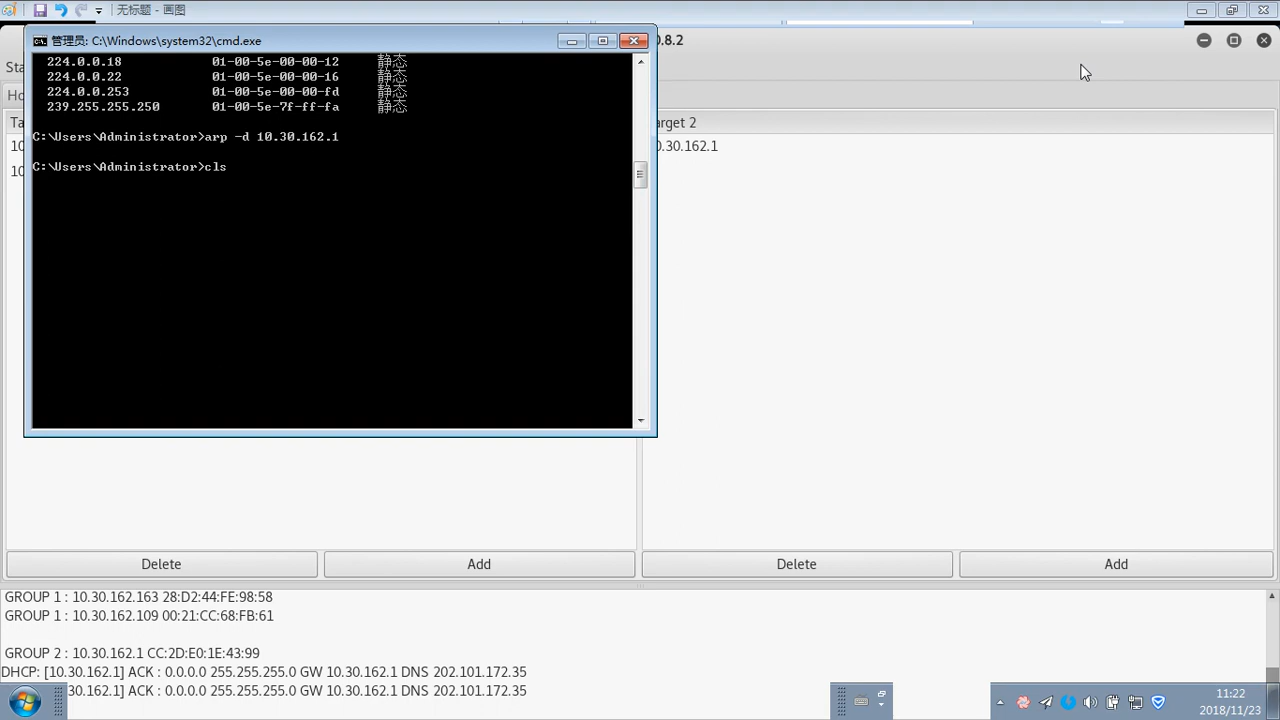 无标题 - 画图
管理员: C:\Windows\system32\cmd.exe
224.0.0.18 01-00-5e-00-00-12 静态
224.0.0.22 01-00-5e-00-00-16 静态
224.0.0.253 01-00-5e-00-00-fd 静态
239.255.255.250 01-00-5e-7f-ff-fa 静态
C:\Users\Administrator>arp -d 10.30.162.1
C:\Users\Administrator>cls
0.8.2
Sta
Ho
Ta
arget 2
10
0.30.162.1
10
Delete
Add
Delete
Add
GROUP 1 : 10.30.162.163 28:D2:44:FE:98:58
GROUP 1 : 10.30.162.109 00:21:CC:68:FB:61
GROUP 2 : 10.30.162.1 CC:2D:E0:1E:43:99
DHCP: [10.30.162.1] ACK : 0.0.0.0 255.255.255.0 GW 10.30.162.1 DNS 202.101.172.35
30.162.1] ACK : 0.0.0.0 255.255.255.0 GW 10.30.162.1 DNS 202.101.172.35
11:22
2018/11/23